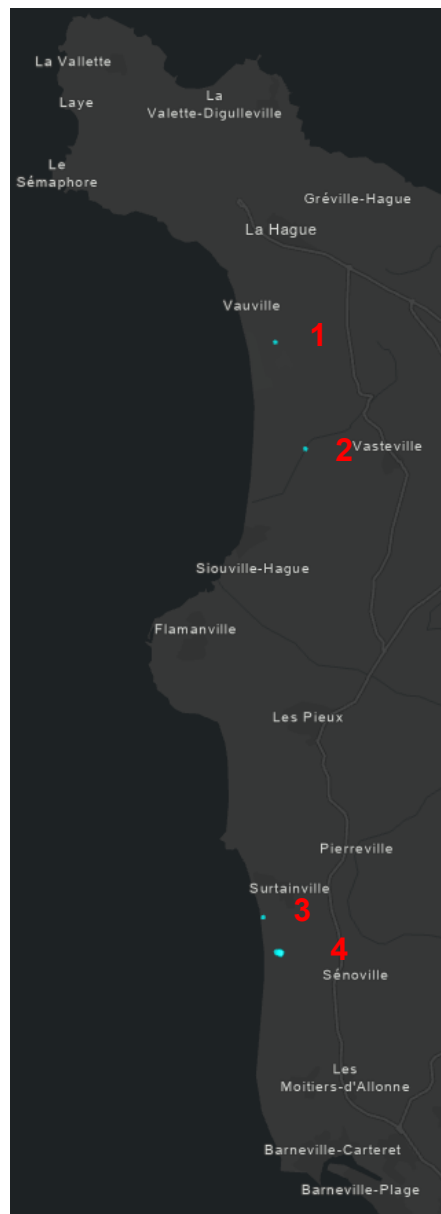 La Vallette
La
Valette-Digulleville
Laye
Le
Sémaphore
Gréville-Hague
La Hague
Vauville
1
2
Vasteville
Siouville-Hague
Flamanville
Les Pieux
Pierreville
Surtainville
3
4
Sénoville
Les
Moitiers-d'Allonne
Barneville-Carteret
Barneville-Plage